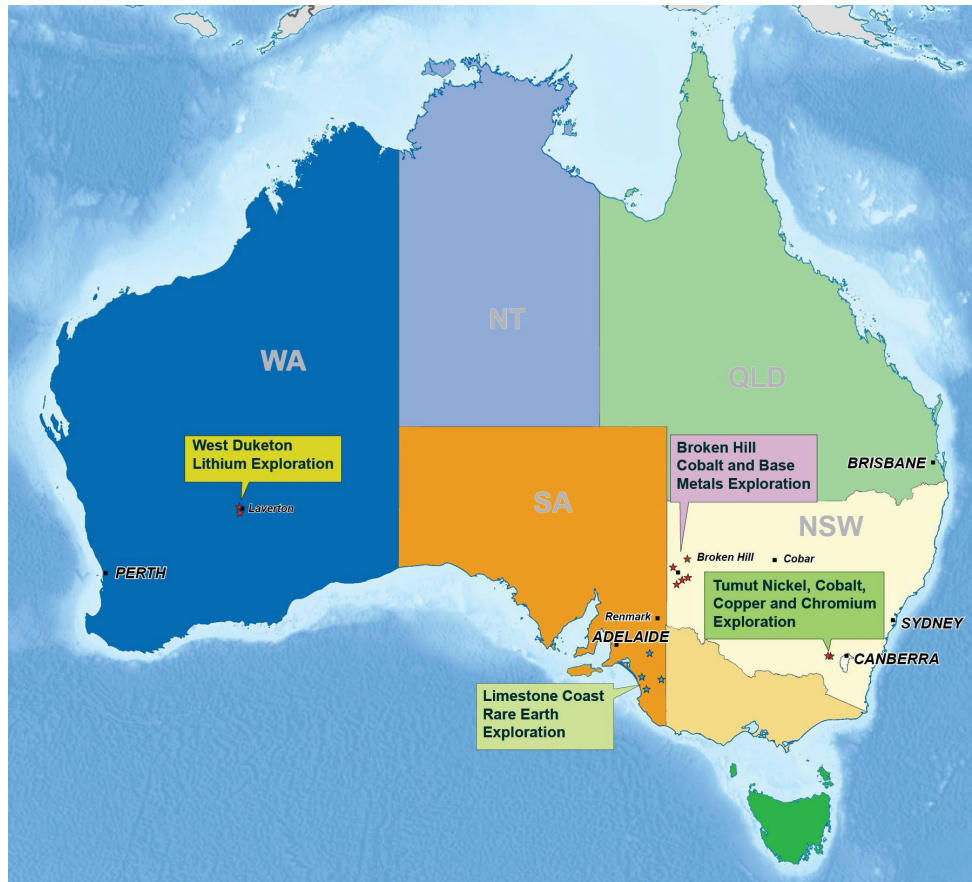 NT
WA
QLD
West Duketon
Lithium Exploration
Broken Hill
Cobalt and Base
Metals Exploration
BRISBANE
Laverton
SA
NSW
Broken Hill
Cobar
PERTH
Tumut Nickel, Cobalt,
Copper and Chromium
Exploration
Renmark
ADELAIDE
SYDNEY
CANBERRA
Limestone Coast
Rare Earth
Exploration